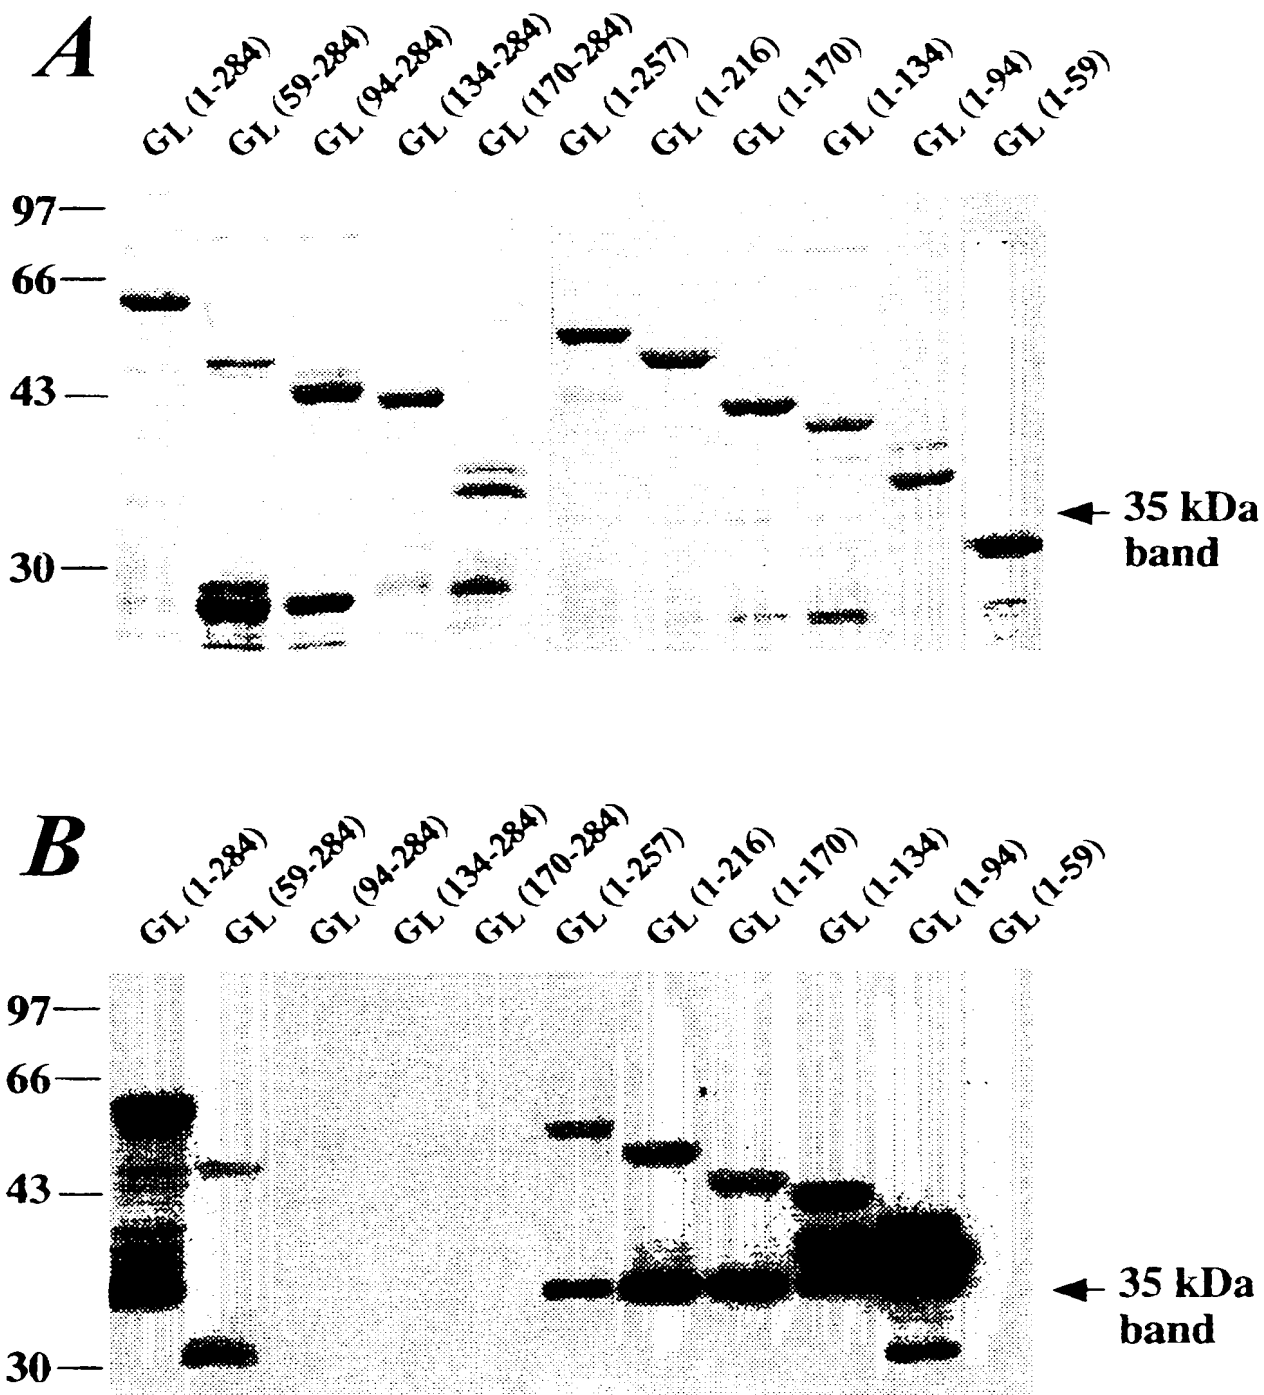 A
GL (1-284)
GL (59-284)
GL (94-284)
GL (134-284)
GL (170-284)
GL (1-257)
GL (1-216)
GL (1-170)
GL (1-134)
GL (1-94)
GL (1-59)
97
66
43
30
35 kDa
band
B
GL (1-284)
GL (59-284)
GL (94-284)
GL (134-284)
GL (170-284)
GL (1-257)
GL (1-216)
GL (1-170)
GL (1-134)
GL (1-94)
GL (1-59)
97
66
43
30
35 kDa
band